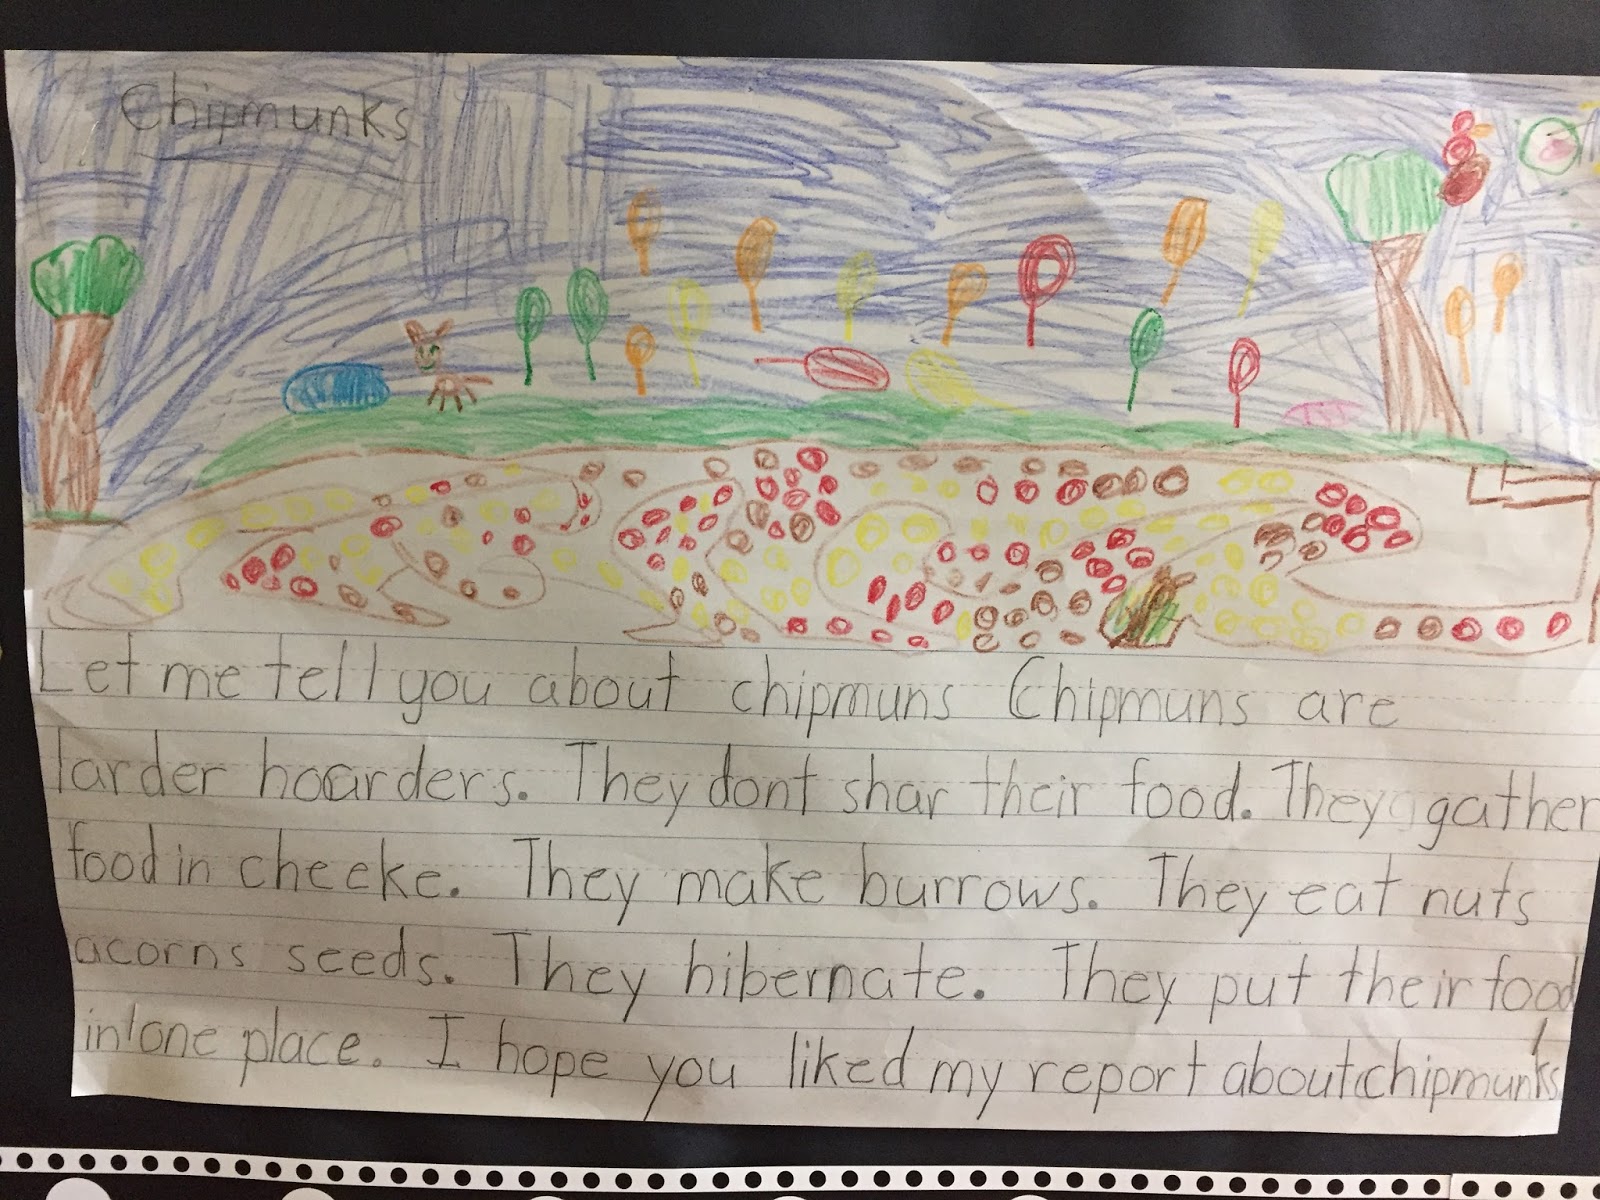 Chipmunks
Let me tell you about chipmuns Chipmuns are
larder hoarders. They dont shar their food. They gather
food in cheeke. They make burrows. They eat nuts
acorns seeds. They hibernate. They put their food
in one place. I hope you liked my report about chipmunks.